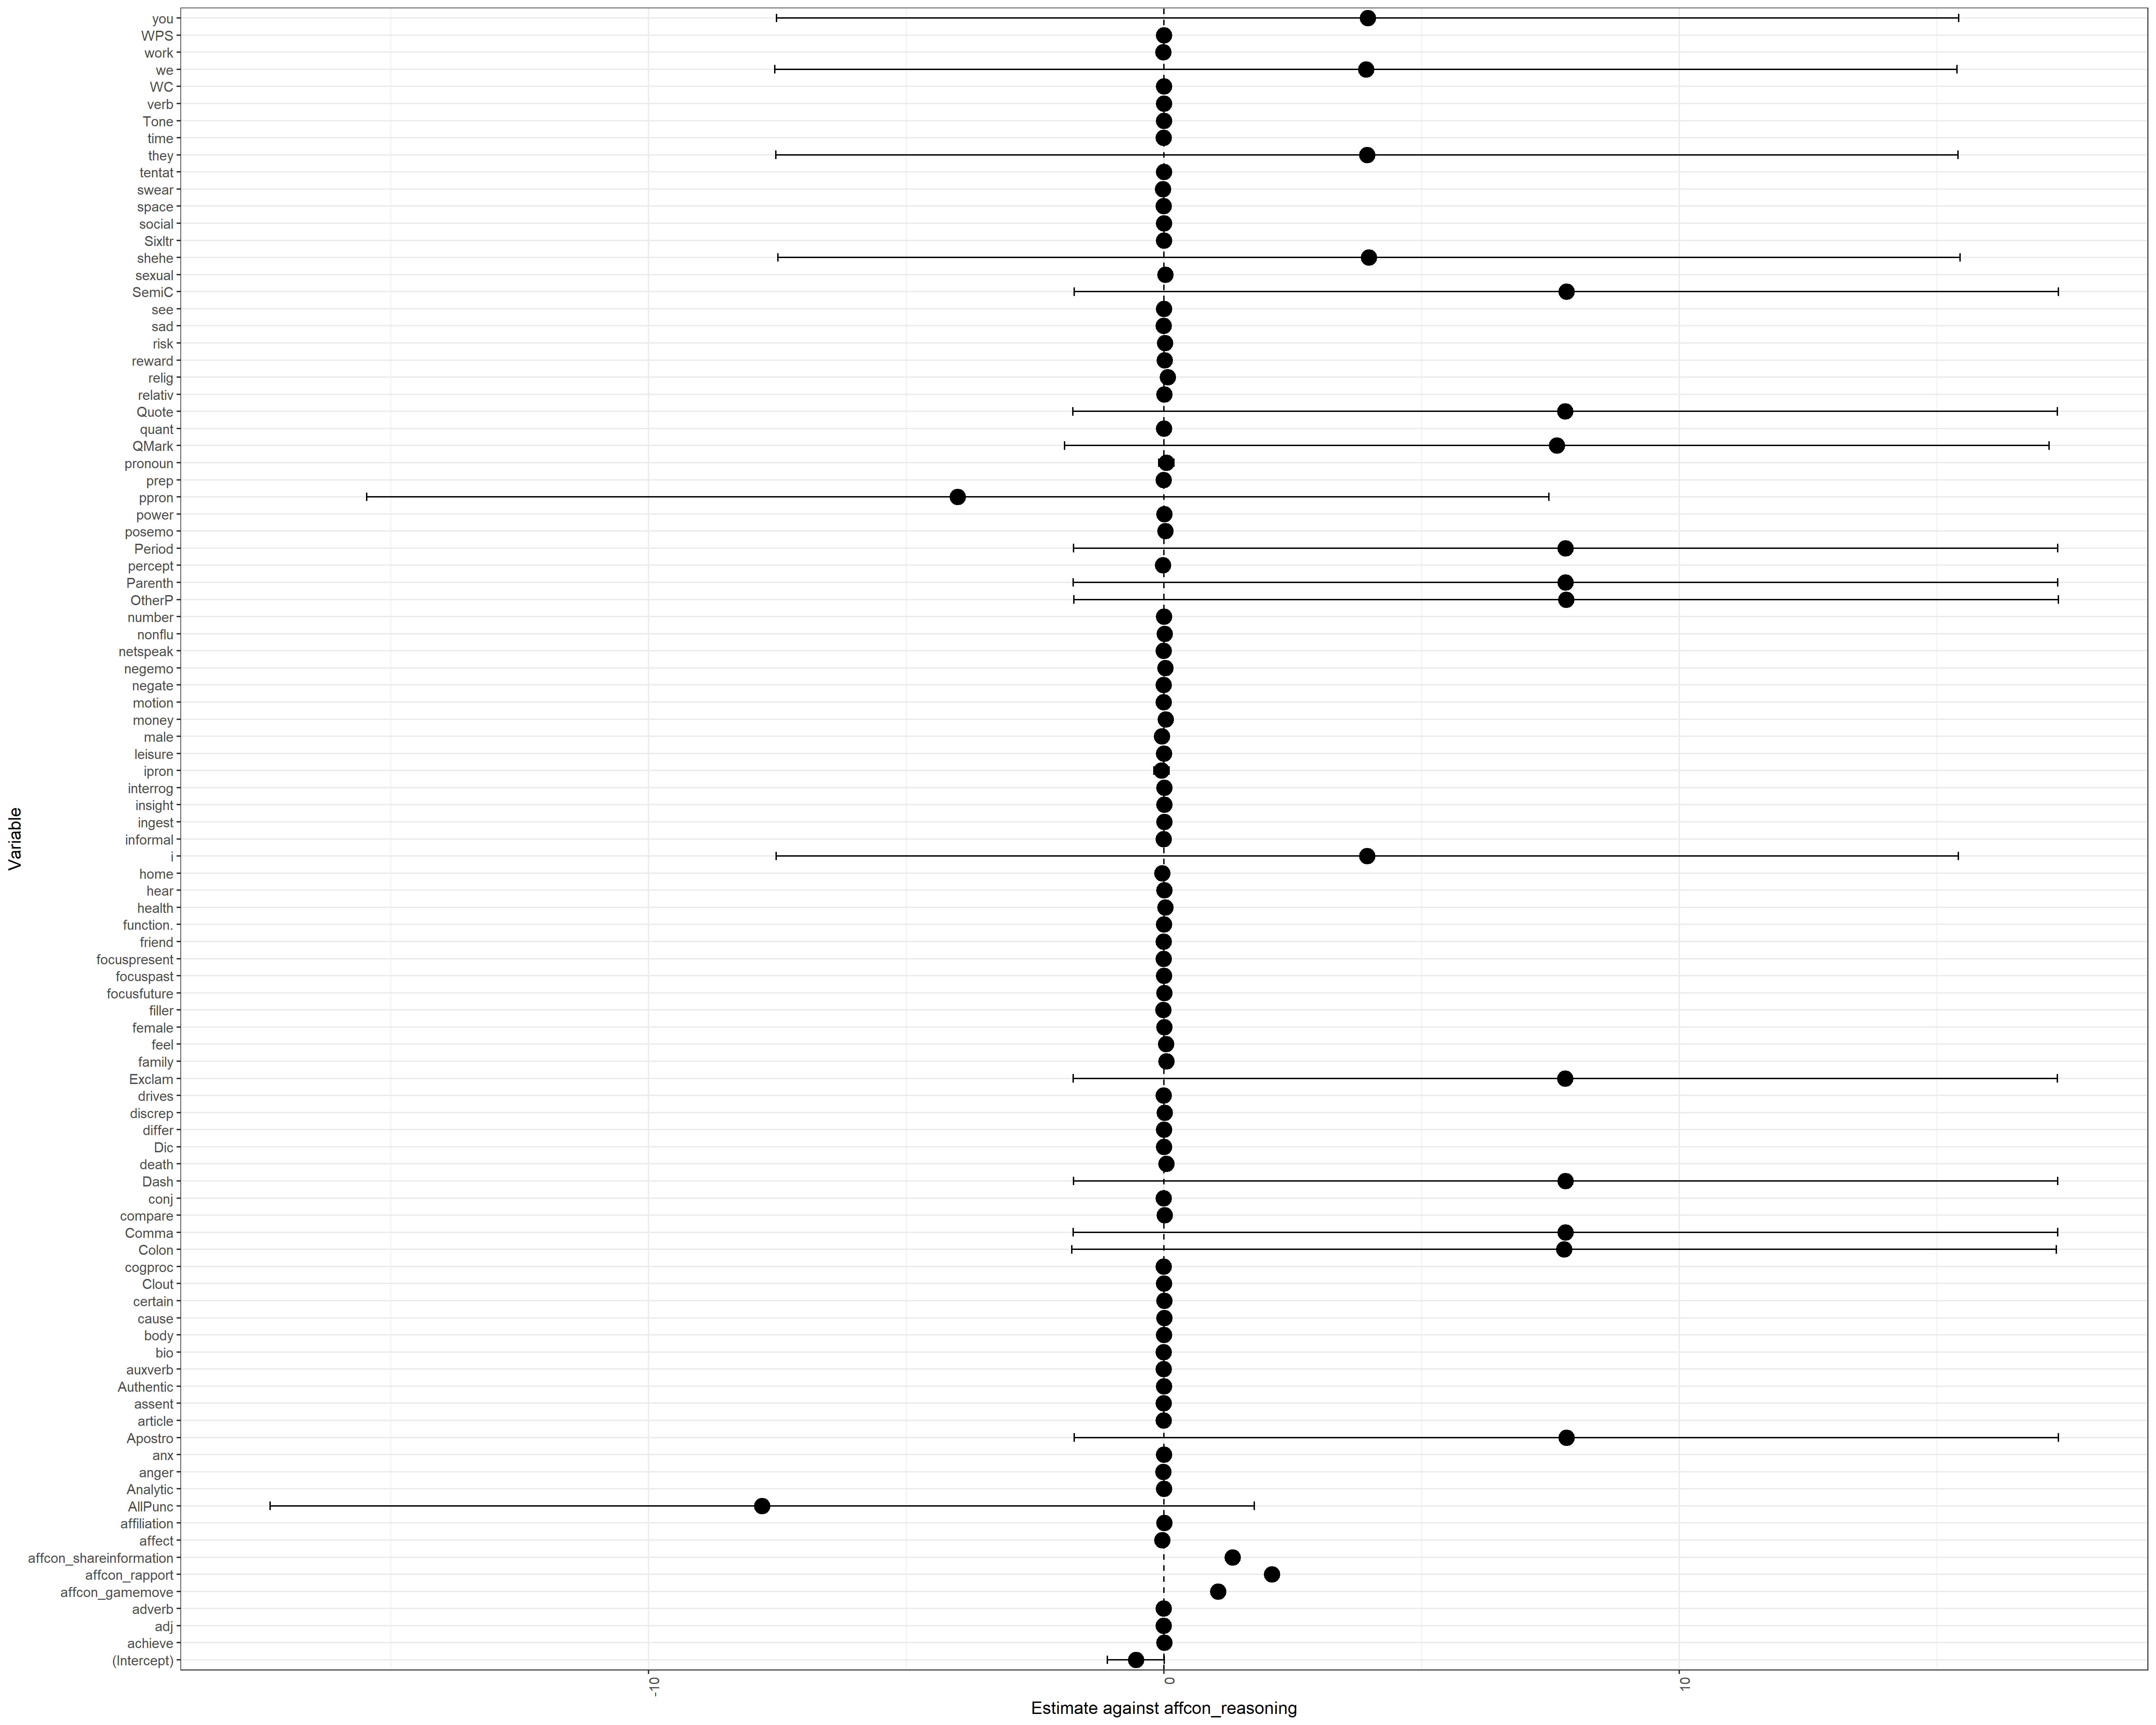 you
WPS
work
we
WC
verb
Tone
time
they
tentat
swear
space
social
Sixltr
shehe
sexual
SemiC
see
sad
risk
reward
relig
relativ
Quote
quant
QMark
pronoun
prep
ppron
power
posemo
Period
percept
Parenth
OtherP
number
nonflu
netspeak
negemo
negate
motion
money
male
leisure
ipron
interrog
insight
ingest
informal
i
home
hear
health
function.
friend
focuspresent
focuspast
focusfuture
filler
female
feel
family
Exclam
drives
discrep
differ
Dic
death
Dash
conj
compare
Comma
Colon
cogproc
Clout
certain
cause
body
bio
auxverb
Authentic
assent
article
Apostro
anx
anger
Analytic
AllPunc
affiliation
affect
affcon_shareinformation
affcon_rapport
affcon_gamemove
adverb
adj
achieve
(Intercept)
Variable
-10
0
10
Estimate against affcon_reasoning